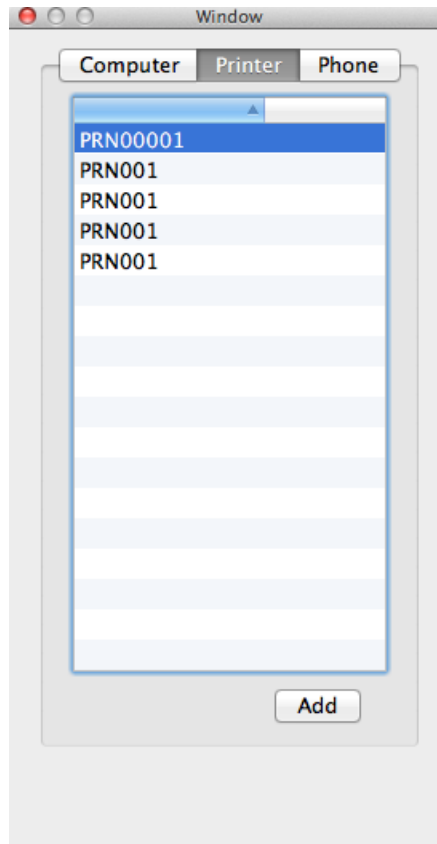 Window
Computer Printer Phone
PRN00001
PRN001
PRN001
PRN001
PRN001
Add